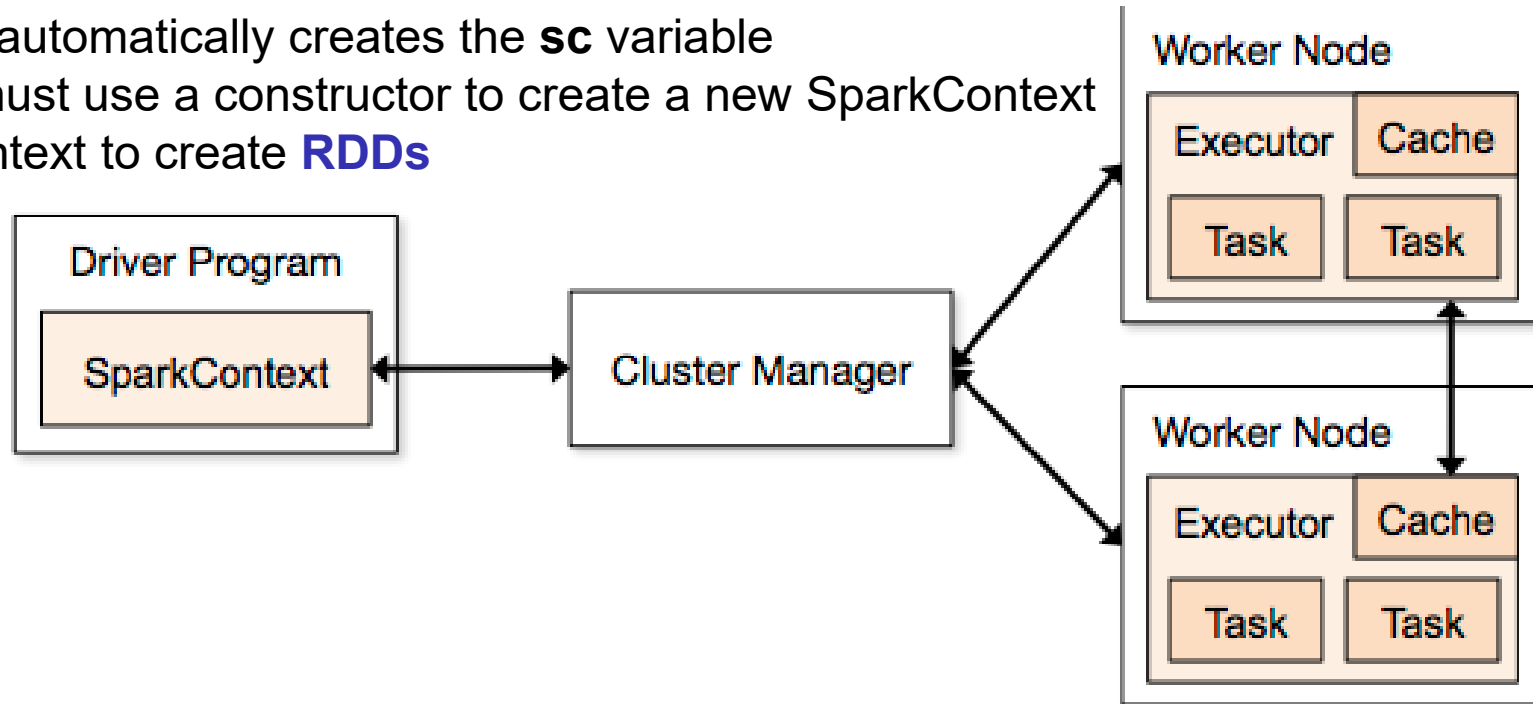 automatically creates the sc variable
must use a constructor to create a new SparkContext
ntext to create RDDs
Driver Program
SparkContext
Cluster Manager
Worker Node
Executor
Cache
Task
Task
Worker Node
Executor
Cache
Task
Task